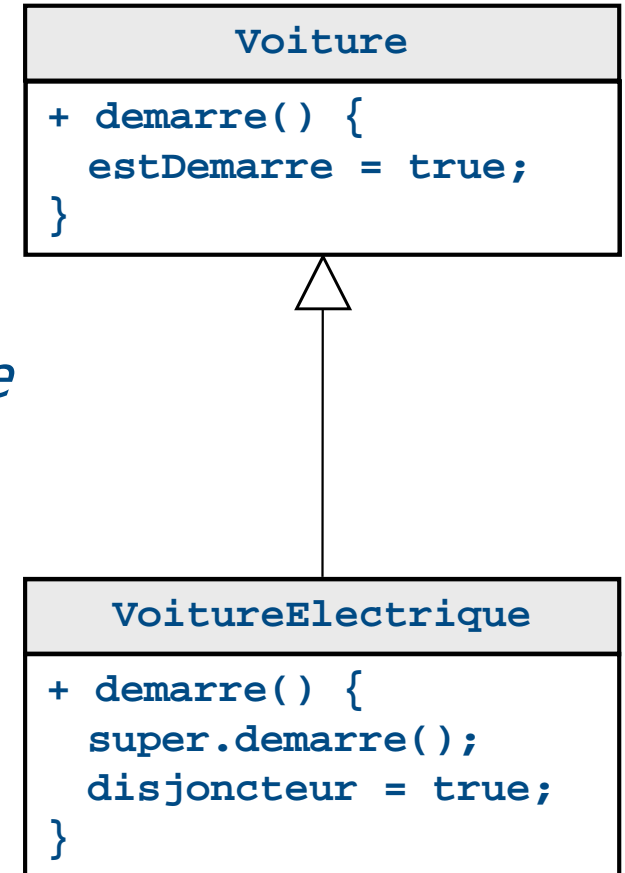 Voiture
+ demarre() {
estDemarre = true;
}
e
VoitureElectrique
+ demarre() {
super.demarre();
disjoncteur = true;
}